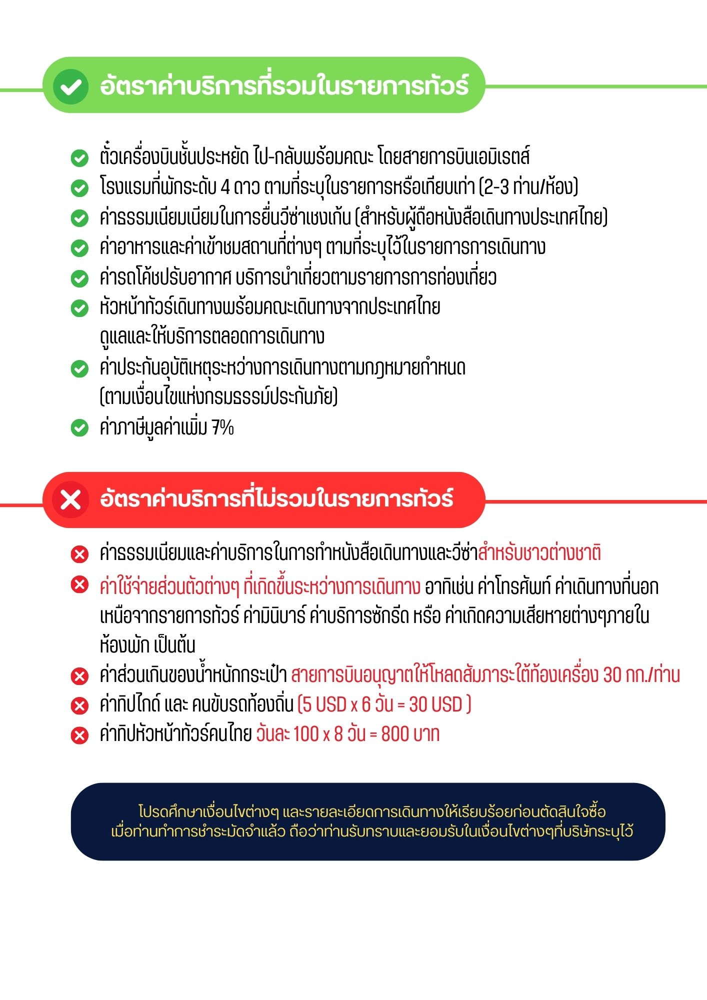 อัตราค่าบริการที่รวมในรายการทัวร์
ตั๋วเครื่องบินชั้นประหยัด ไป-กลับพร้อมคณะ โดยสายการบินเอมิเรตส์
โรงแรมที่พักระดับ 4 ดาว ตามที่ระบุในรายการหรือเทียบเท่า (2-3 ท่าน/ห้อง)
ค่าธรรมเนียมเนียมในการยื่นวีซ่าเชงเก้น (สำหรับผู้ถือหนังสือเดินทางประเทศไทย)
ค่าอาหารและค่าเข้าชมสถานที่ต่างๆ ตามที่ระบุไว้ในรายการการเดินทาง
ค่ารถโค้ชปรับอากาศ บริการนำเที่ยวตามรายการการท่องเที่ยว
หัวหน้าทัวร์เดินทางพร้อมคณะเดินทางจากประเทศไทย
ดูแลและให้บริการตลอดการเดินทาง
ค่าประกันอุบัติเหตุระหว่างการเดินทางตามกฎหมายกำหนด
(ตามเงื่อนไขแห่งกรมธรรม์ประกันภัย)
ค่าภาษีมูลค่าเพิ่ม 7%
อัตราค่าบริการที่ไม่รวมในรายการทัวร์
ค่าธรรมเนียมและค่าบริการในการทำหนังสือเดินทางและวีซ่าสำหรับชาวต่างชาติ
ค่าใช้จ่ายส่วนตัวต่างๆ ที่เกิดขึ้นระหว่างการเดินทาง อาทิเช่น ค่าโทรศัพท์ ค่าเดินทางที่นอก
เหนือจากรายการทัวร์ ค่ามินิบาร์ ค่าบริการซักรีด หรือ ค่าเกิดความเสียหายต่างๆภายใน
ห้องพัก เป็นต้น
ค่าส่วนเกินของน้ำหนักกระเป๋า สายการบินอนุญาตให้โหลดสัมภาระใต้ท้องเครื่อง 30 กก./ท่าน
ค่าทิปไกด์ และ คนขับรถท้องถิ่น (5 USD x 6 วัน = 30 USD )
ค่าทิปหัวหน้าทัวร์คนไทย วันละ 100 x 8 วัน = 800 บาท
โปรดศึกษาเงื่อนไขต่างๆ และรายละเอียดการเดินทางให้เรียบร้อยก่อนตัดสินใจซื้อ
เมื่อท่านทำการชำระมัดจำแล้ว ถือว่าท่านรับทราบและยอมรับในเงื่อนไขต่างๆที่บริษัทระบุไว้